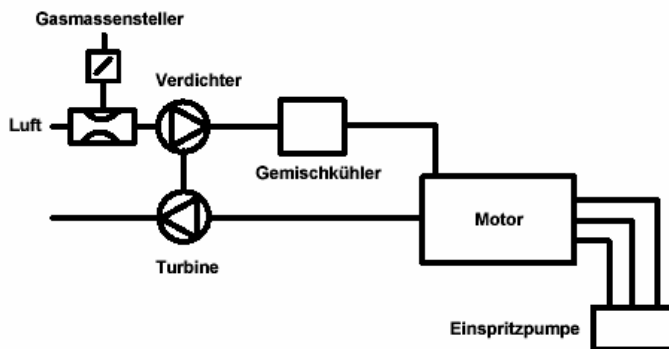 Gasmassensteller
Verdichter
Luft
Gemischkühler
Motor
Turbine
Einspritzpumpe